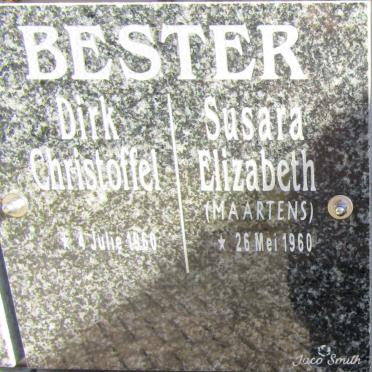 BESTER
Dirk
Christoffel
★ 4 Julie 1960
Susara
Elizabeth
(MAARTENS)
★ 26 Mei 1960
Jaco Smith